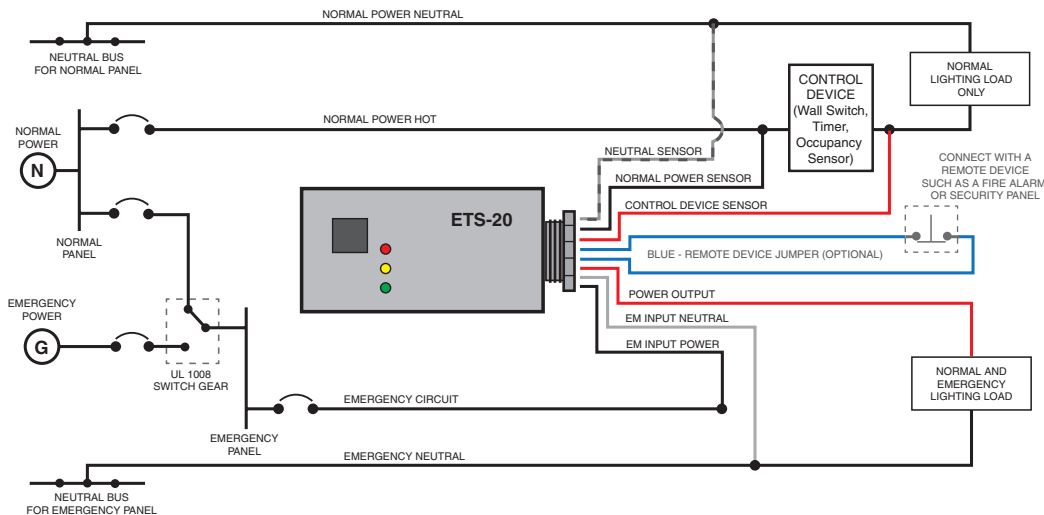 NORMAL POWER NEUTRAL
NEUTRAL BUS
FOR NORMAL PANEL
NORMAL
LIGHTING LOAD
ONLY
CONTROL
DEVICE
(Wall Switch,
Timer,
Occupancy
Sensor)
NORMAL POWER HOT
NORMAL
POWER
N
NEUTRAL SENSOR
NORMAL POWER SENSOR
CONTROL DEVICE SENSOR
CONNECT WITH A
REMOTE DEVICE
SUCH AS A FIRE ALARM
OR SECURITY PANEL
ETS-20
NORMAL
PANEL
BLUE - REMOTE DEVICE JUMPER (OPTIONAL)
POWER OUTPUT
EMERGENCY
POWER
G
EM INPUT NEUTRAL
EM INPUT POWER
UL 1008
SWITCH GEAR
NORMAL AND
EMERGENCY
LIGHTING LOAD
EMERGENCY CIRCUIT
EMERGENCY
PANEL
EMERGENCY NEUTRAL
NEUTRAL BUS
FOR EMERGENCY PANEL